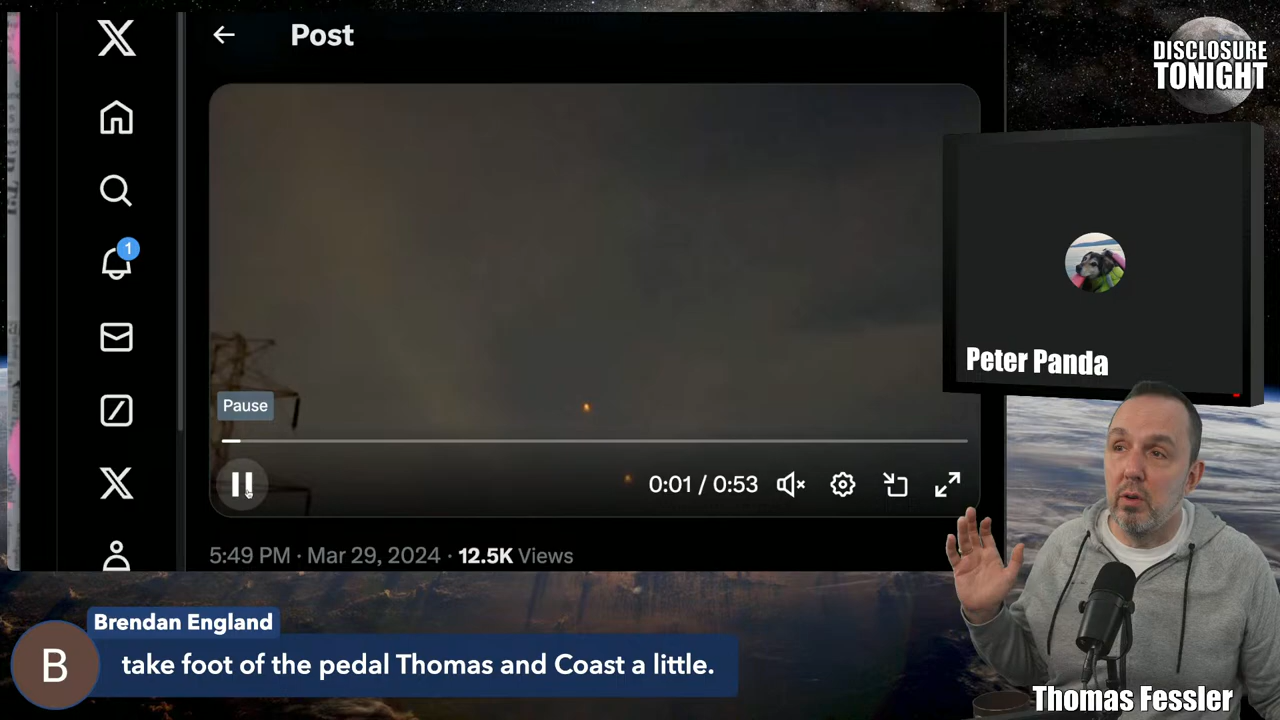 Post
DISCLOSURE
TONIGHT
1
Peter Panda
Pause
0:01 / 0:53
5:49 PM · Mar 29, 2024 · 12.5K Views
Brendan England
B
take foot of the pedal Thomas and Coast a little.
Thomas Fessler